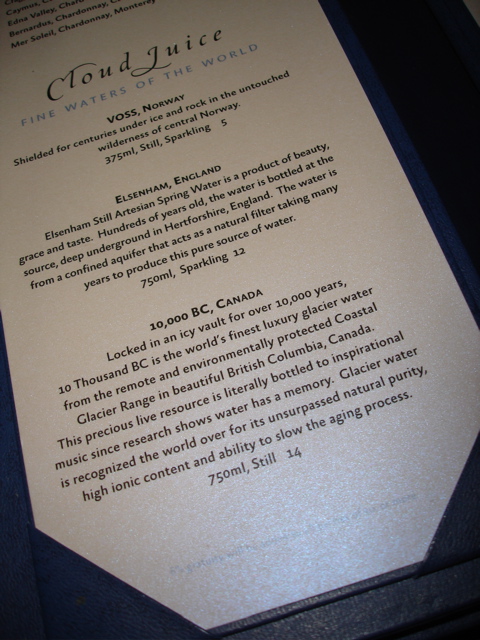 Caymus, C
Edna Valley, Chard
Bernardus, Chardonnay, Ca
Mer Soleil, Chardonnay, Monterey
Cloud Juice
FINE WATERS OF THE WORLD
VOSS, NORWAY
Shielded for centuries under ice and rock in the untouched
wilderness of central Norway.
375ml, Still, Sparkling 5
ELSENHAM, ENGLAND
Elsenham Still Artesian Spring Water is a product of beauty,
grace and taste. Hundreds of years old, the water is bottled at the
source, deep underground in Hertforshire, England. The water is
from a confined aquifer that acts as a natural filter taking many
years to produce this pure source of water.
750ml, Sparkling 12
10,000 BC, CANADA
Locked in an icy vault for over 10,000 years,
10 Thousand BC is the world's finest luxury glacier water
from the remote and environmentally protected Coastal
Glacier Range in beautiful British Columbia, Canada.
This precious live resource is literally bottled to inspirational
music since research shows water has a memory. Glacier water
is recognized the world over for its unsurpassed natural purity,
high ionic content and ability to slow the aging process.
750ml, Still 14